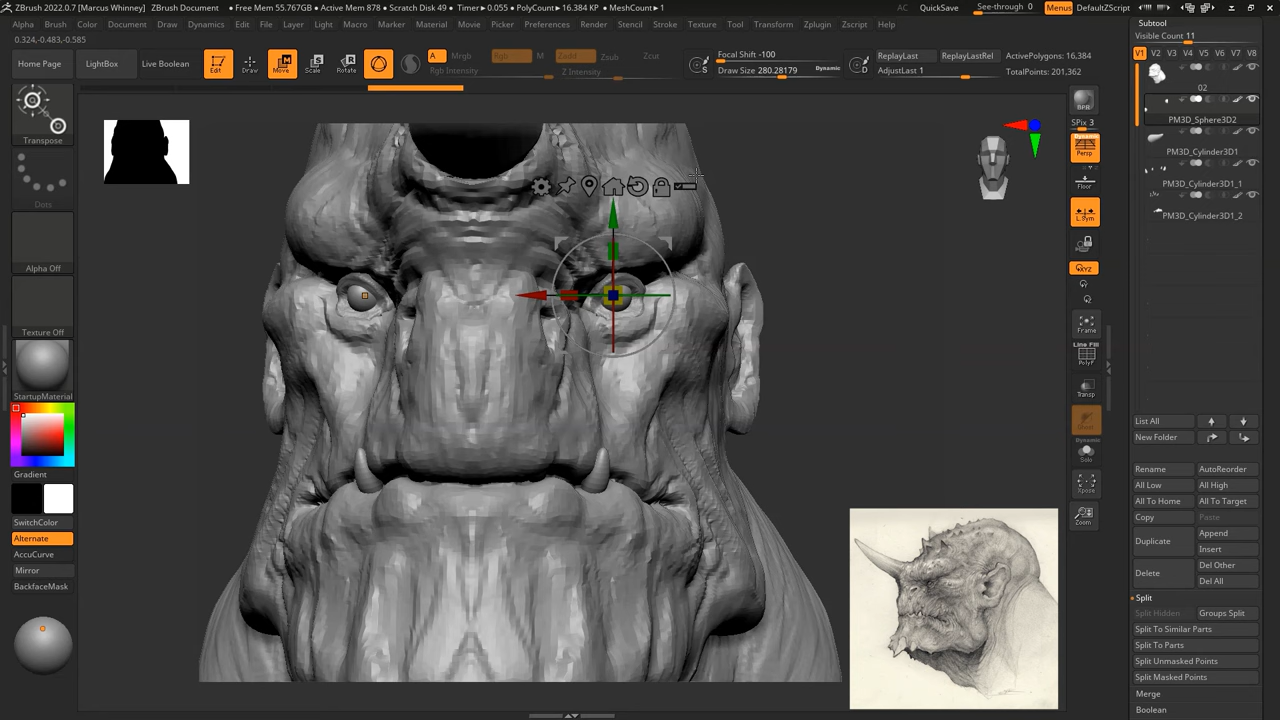 ZBrush 2022.0.7 [Marcus Whinney] ZBrush Document ● Free Mem 55.767GB ● Active Mem 878 ● Scratch Disk 49 ● Timer▶0.055 ● PolyCount▶16.384 KP ● MeshCount▶1 AC QuickSave See-through 0 Menus DefaultZScript
Alpha Brush Color Document Draw Dynamics Edit File Layer Light Macro Marker Material Movie Picker Preferences Render Stencil Stroke Texture Tool Transform Zplugin Zscript Help
0.324,-0.483,-0.585
Home Page LightBox Live Boolean Edit Draw Move Scale Rotate A Mrgb Rgb M Zadd Zsub Zcut
Rgb Intensity Z Intensity
S Focal Shift -100
Draw Size 280.28179 Dynamic
D ReplayLast ReplayLastRel
AdjustLast 1
ActivePolygons: 16,384
TotalPoints: 201,362
Transpose
Dots
Alpha Off
Texture Off
StartupMaterial
Gradient
SwitchColor
Alternate
AccuCurve
Mirror
BackfaceMask
BPR
SPix 3
Dynamic
Persp
Floor
L.Sym
XYZ
Frame
Line Fill
PolyF
Transp
Ghost
Dynamic
Solo
Xpose
Zoom
Subtool
Visible Count 11
V1 V2 V3 V4 V5 V6 V7 V8
02
PM3D_Sphere3D2
PM3D_Cylinder3D1
PM3D_Cylinder3D1_1
PM3D_Cylinder3D1_2
List All
New Folder
Rename AutoReorder
All Low All High
All To Home All To Target
Copy Paste
Duplicate Append
Insert
Delete Del Other
Del All
Split
Split Hidden Groups Split
Split To Similar Parts
Split To Parts
Split Unmasked Points
Split Masked Points
Merge
Boolean